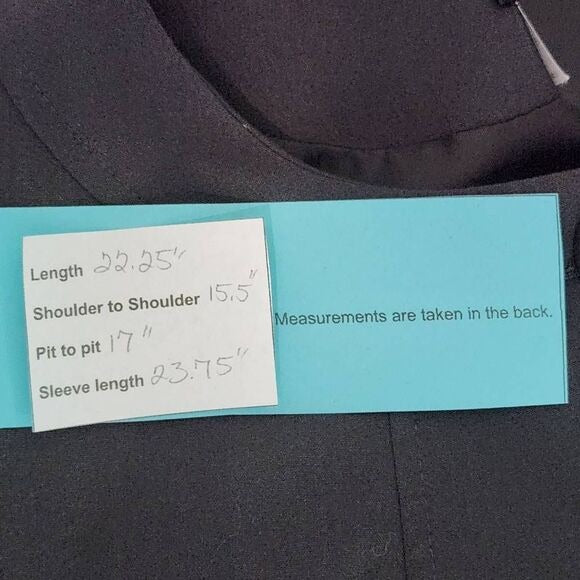 Length 22.25"
Shoulder to Shoulder 15.5"
Pit to pit 17"
Sleeve length 23.75"
Measurements are taken in the back.